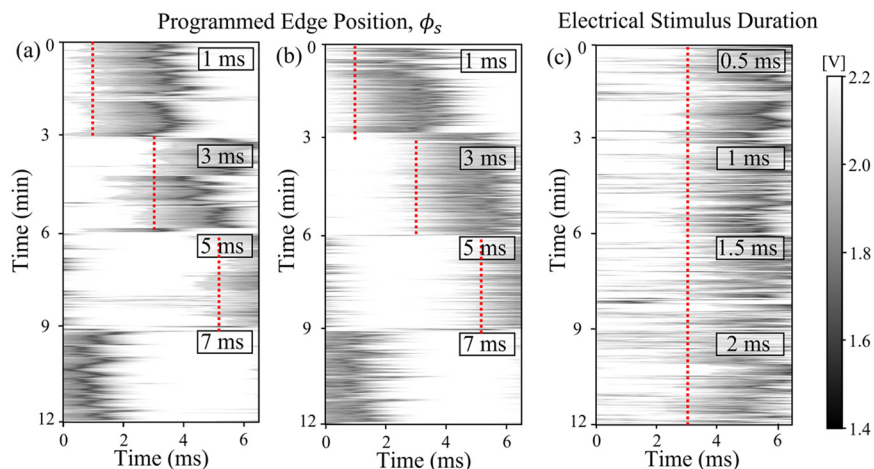 Programmed Edge Position, ϕₛ
Electrical Stimulus Duration
(a)
0
3
6
9
12
Time (min)
1 ms
3 ms
5 ms
7 ms
0 2 4 6
Time (ms)
(b)
0
3
6
9
12
Time (min)
1 ms
3 ms
5 ms
7 ms
0 2 4 6
Time (ms)
(c)
0
3
6
9
12
Time (min)
0.5 ms
1 ms
1.5 ms
2 ms
0 2 4 6
Time (ms)
[V]
2.2
2.0
1.8
1.6
1.4